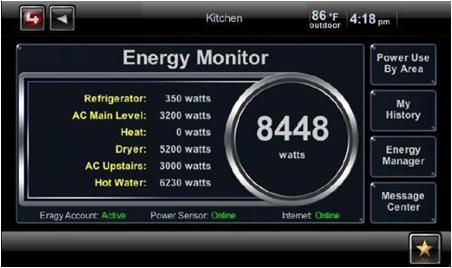 Kitchen
86 °F outdoor 4:18 pm
Energy Monitor
Refrigerator: 350 watts
AC Main Level: 3200 watts
Heat: 0 watts
Dryer: 5200 watts
AC Upstairs: 3000 watts
Hot Water: 6230 watts
8448
watts
Eragy Account: Active Power Sensor: Online Internet: Online
Power Use
By Area
My
History
Energy
Manager
Message
Center